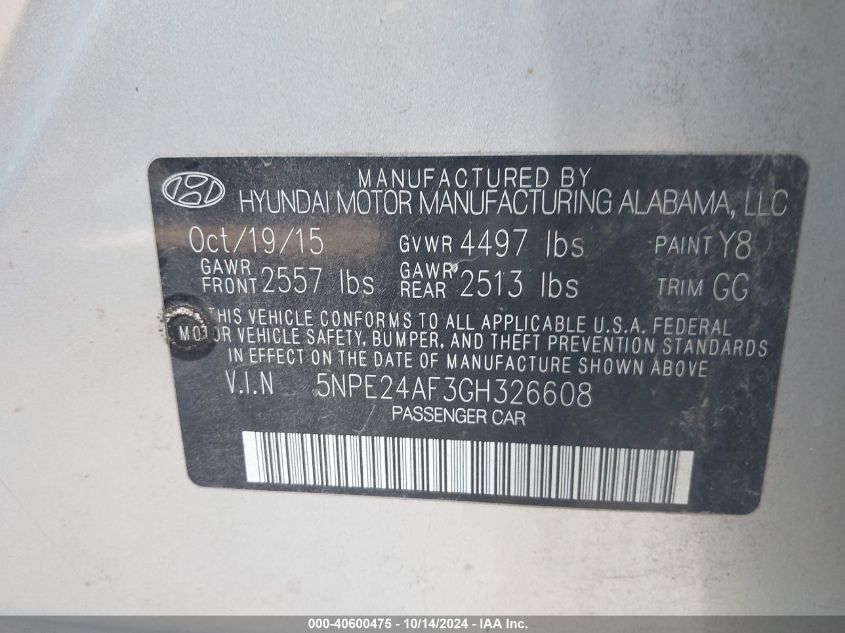 MANUFACTURED BY
HYUNDAI MOTOR MANUFACTURING ALABAMA, LLC
Oct/19/15 GVWR 4497 lbs PAINT Y8
GAWR FRONT 2557 lbs GAWR REAR 2513 lbs TRIM GG
THIS VEHICLE CONFORMS TO ALL APPLICABLE U.S.A. FEDERAL
MOTOR VEHICLE SAFETY, BUMPER, AND THEFT PREVENTION STANDARDS
IN EFFECT ON THE DATE OF MANUFACTURE SHOWN ABOVE
V.I.N 5NPE24AF3GH326608
PASSENGER CAR
000-40600475 - 10/14/2024 - IAA Inc.